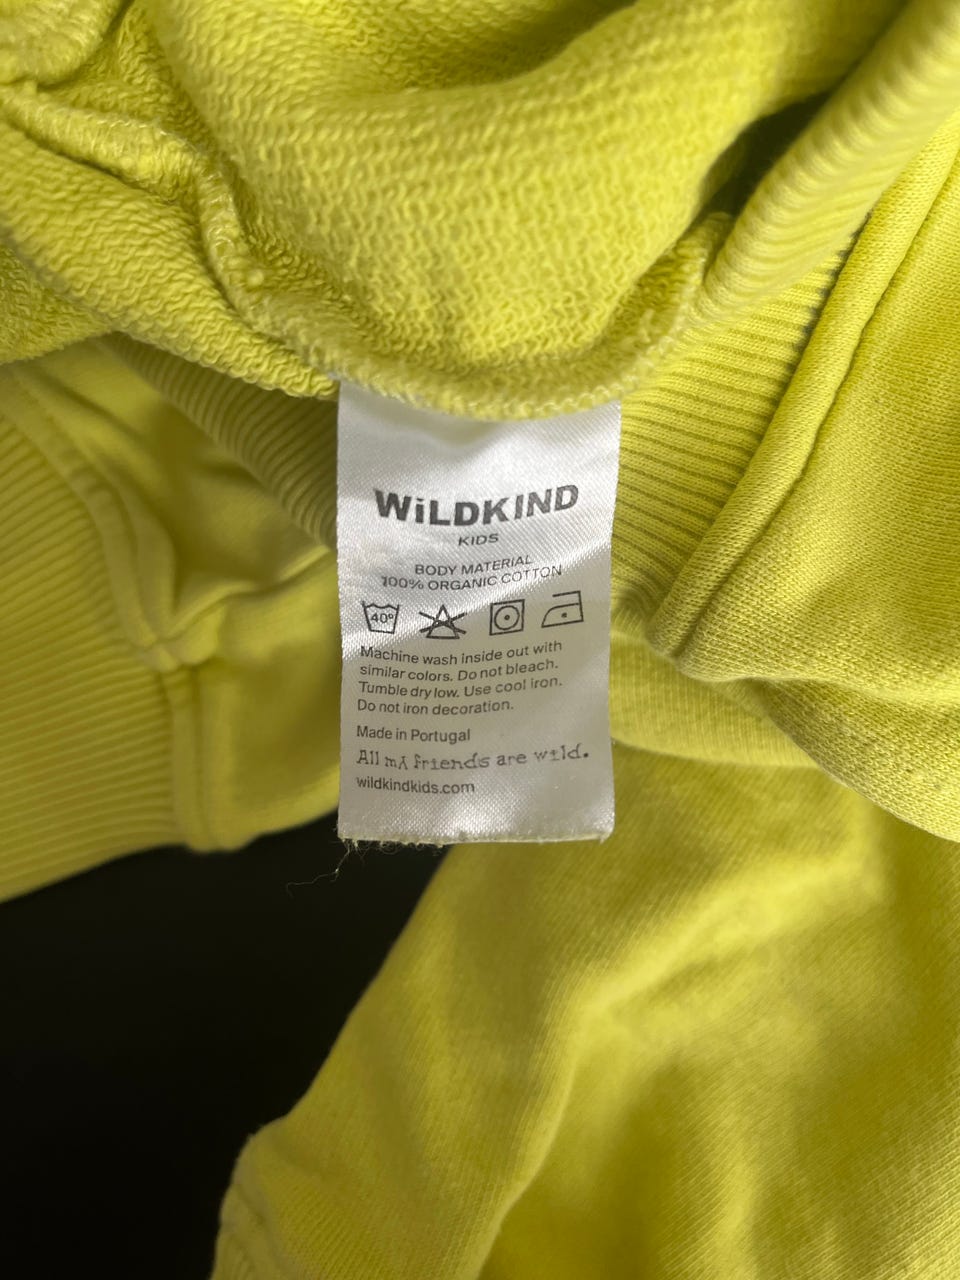 WiLDKIND
KIDS
BODY MATERIAL
100% ORGANIC COTTON
40°
Machine wash inside out with
similar colors. Do not bleach.
Tumble dry low. Use cool iron.
Do not iron decoration.
Made in Portugal
All my friends are wild.
wildkindkids.com